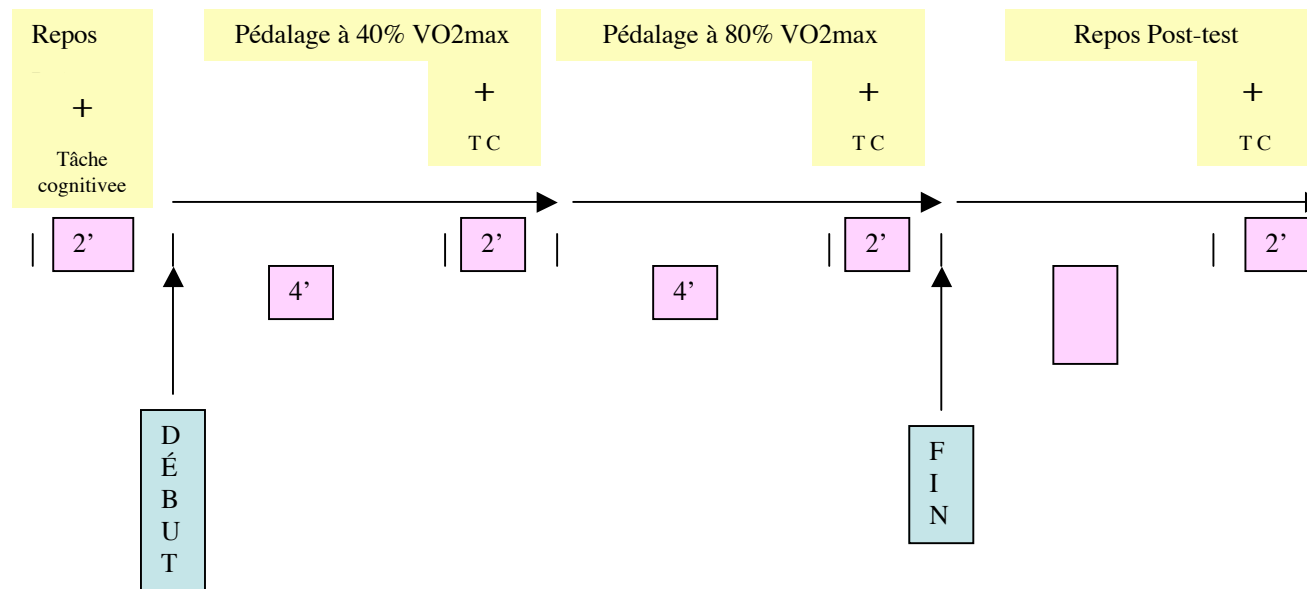 Repos
+
Tâche
cognitivee
Pédalage à 40% VO2max
+
T C
Pédalage à 80% VO2max
+
T C
Repos Post-test
+
T C
2’
2’
2’
2’
4’
4’
D
É
B
U
T
F
I
N